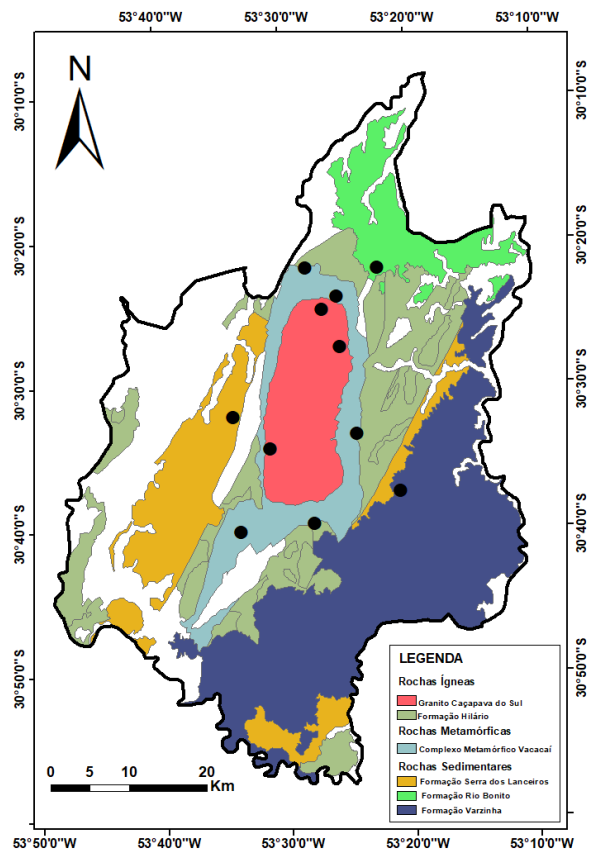 53°40'0"W 53°30'0"W 53°20'0"W 53°10'0"W
N
30°10'0"S 30°10'0"S
30°20'0"S 30°20'0"S
30°30'0"S 30°30'0"S
30°40'0"S 30°40'0"S
30°50'0"S 30°50'0"S
LEGENDA
Rochas Ígneas
Granito Caçapava do Sul
Formação Hilário
Rochas Metamórficas
Complexo Metamórfico Vacacaí
Rochas Sedimentares
Formação Serra dos Lanceiros
Formação Rio Bonito
Formação Varzinha
0 5 10 20
Km
53°50'0"W 53°40'0"W 53°30'0"W 53°20'0"W 53°10'0"W